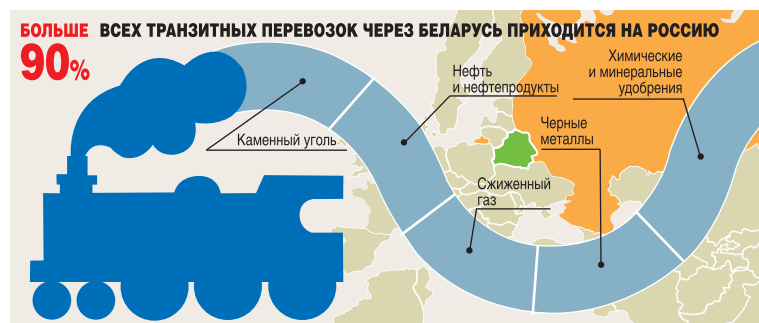 БОЛЬШЕ ВСЕХ ТРАНЗИТНЫХ ПЕРЕВОЗОК ЧЕРЕЗ БЕЛАРУСЬ ПРИХОДИТСЯ НА РОССИЮ
90%
Химические
и минеральные
удобрения
Нефть
и нефтепродукты
Черные
металлы
Каменный уголь
Сжиженный
газ